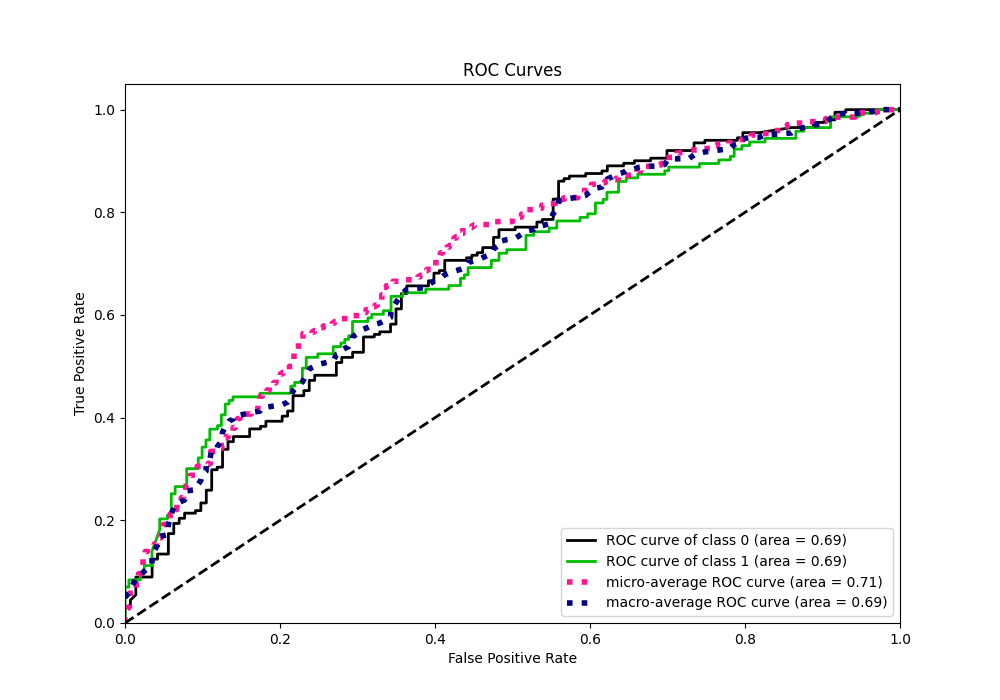 ROC Curves
True Positive Rate
1.0
0.8
0.6
0.4
0.2
0.0
ROC curve of class 0 (area = 0.69)
ROC curve of class 1 (area = 0.69)
micro-average ROC curve (area = 0.71)
macro-average ROC curve (area = 0.69)
0.0 0.2 0.4 0.6 0.8 1.0
False Positive Rate